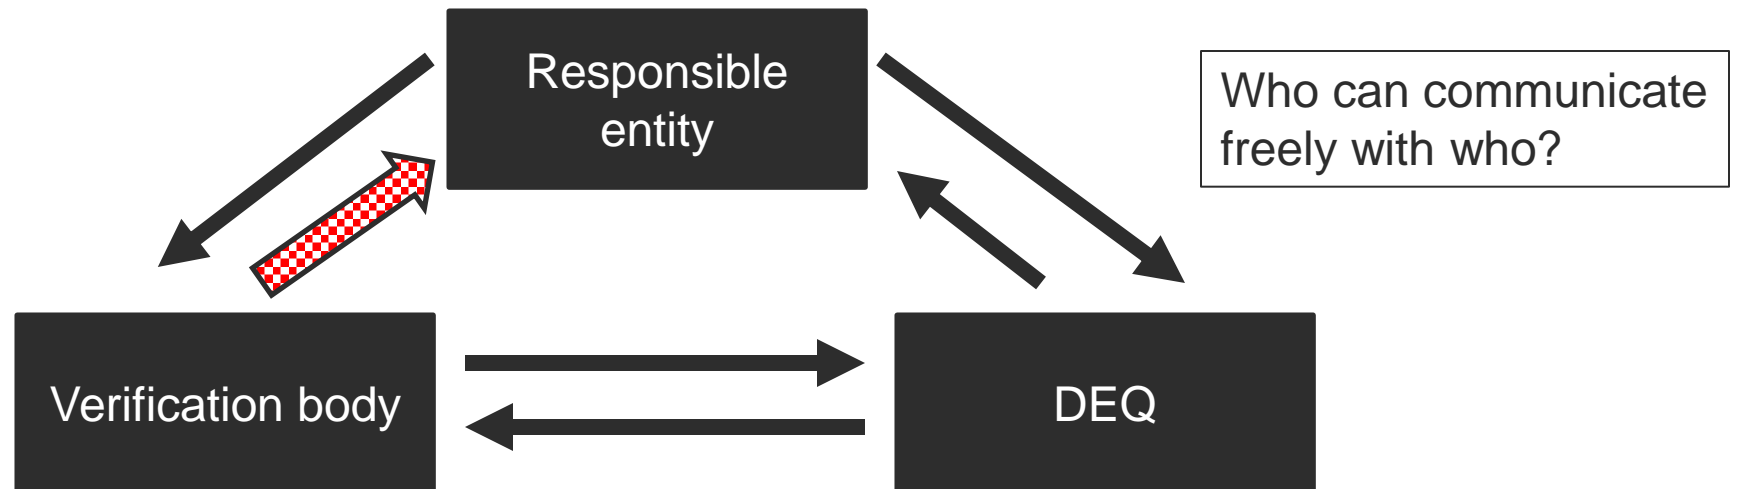 Responsible
entity
Who can communicate
freely with who?
Verification body
DEQ